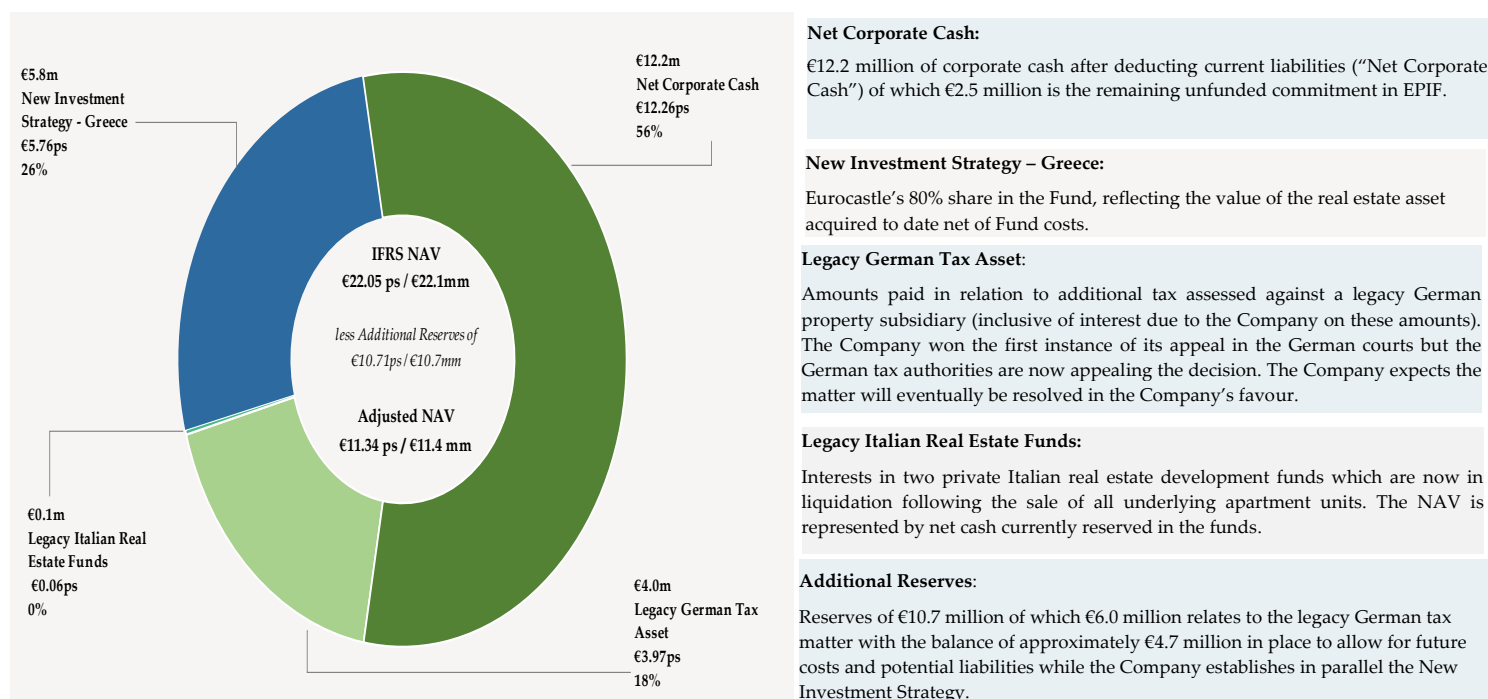 €5.8m
New Investment
Strategy - Greece
€5.76ps
26%
€12.2m
Net Corporate Cash
€12.26ps
56%
IFRS NAV
€22.05 ps / €22.1mm
less Additional Reserves of
€10.71ps / €10.7mm
Adjusted NAV
€11.34 ps / €11.4 mm
€0.1m
Legacy Italian Real
Estate Funds
€0.06ps
0%
€4.0m
Legacy German Tax
Asset
€3.97ps
18%
Net Corporate Cash:
€12.2 million of corporate cash after deducting current liabilities (“Net Corporate
Cash”) of which €2.5 million is the remaining unfunded commitment in EPIF.
New Investment Strategy – Greece:
Eurocastle’s 80% share in the Fund, reflecting the value of the real estate asset
acquired to date net of Fund costs.
Legacy German Tax Asset:
Amounts paid in relation to additional tax assessed against a legacy German
property subsidiary (inclusive of interest due to the Company on these amounts).
The Company won the first instance of its appeal in the German courts but the
German tax authorities are now appealing the decision. The Company expects the
matter will eventually be resolved in the Company’s favour.
Legacy Italian Real Estate Funds:
Interests in two private Italian real estate development funds which are now in
liquidation following the sale of all underlying apartment units. The NAV is
represented by net cash currently reserved in the funds.
Additional Reserves:
Reserves of €10.7 million of which €6.0 million relates to the legacy German tax
matter with the balance of approximately €4.7 million in place to allow for future
costs and potential liabilities while the Company establishes in parallel the New
Investment Strategy.